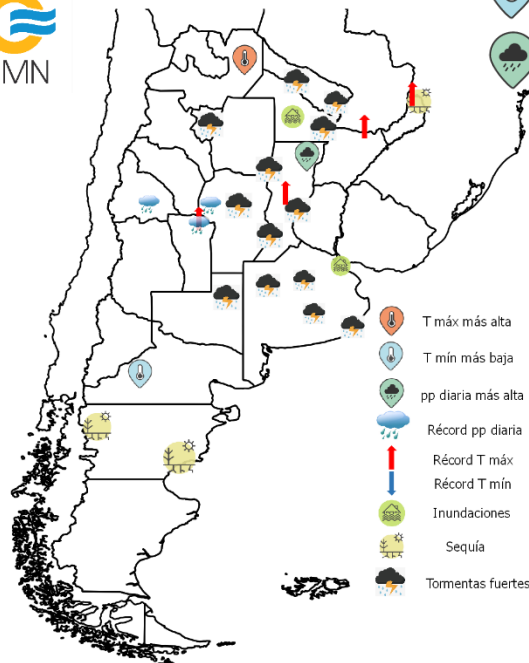 MN
T máx más alta
T mín más baja
pp diaria más alta
Récord pp diaria
Récord T máx
Récord T mín
Inundaciones
Sequía
Tormentas fuertes